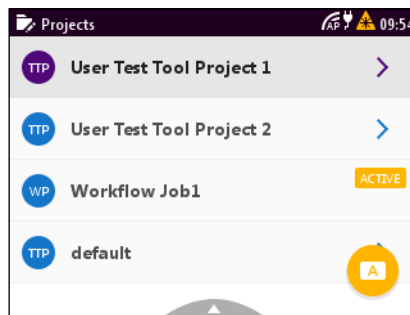 Projects AP 09:54
TTP User Test Tool Project 1
TTP User Test Tool Project 2
WP Workflow Job1 ACTIVE
TTP default
A